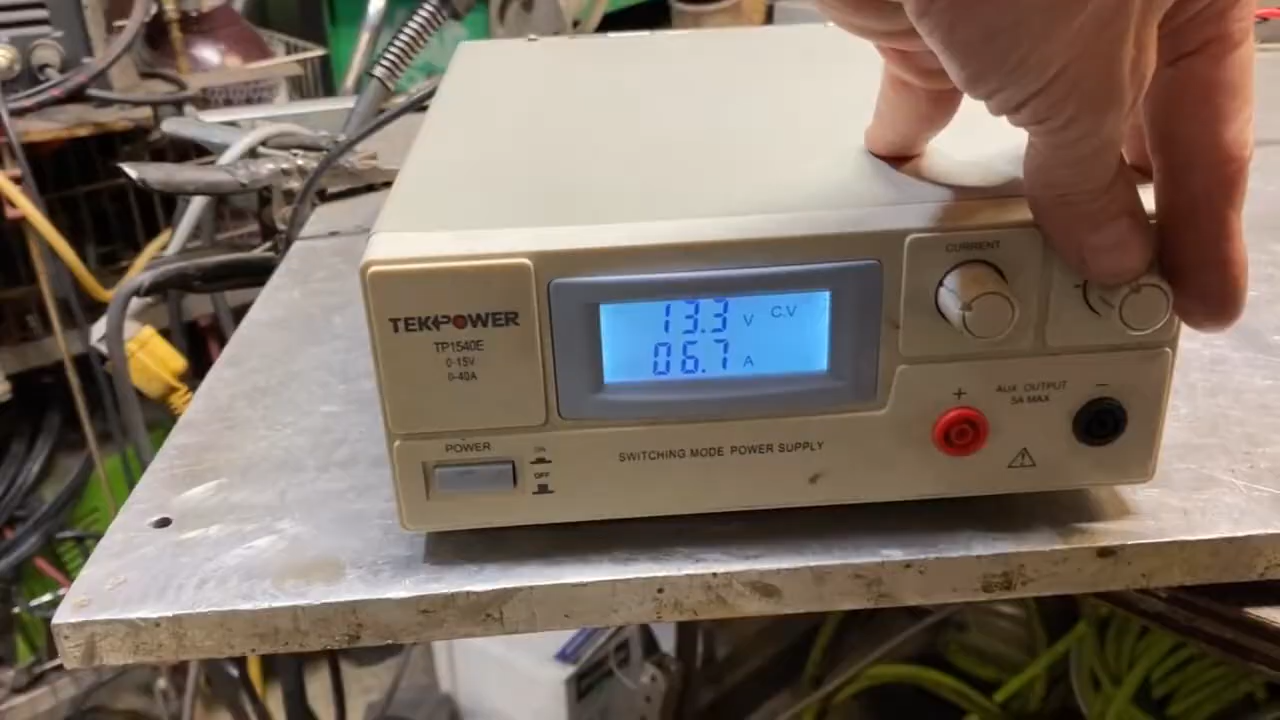 TEKPOWER
TP1540E
0-15V
0-40A
13.3 V C.V
06.7 A
CURRENT
POWER
ON
OFF
SWITCHING MODE POWER SUPPLY
+
AUX OUTPUT
5A MAX
−